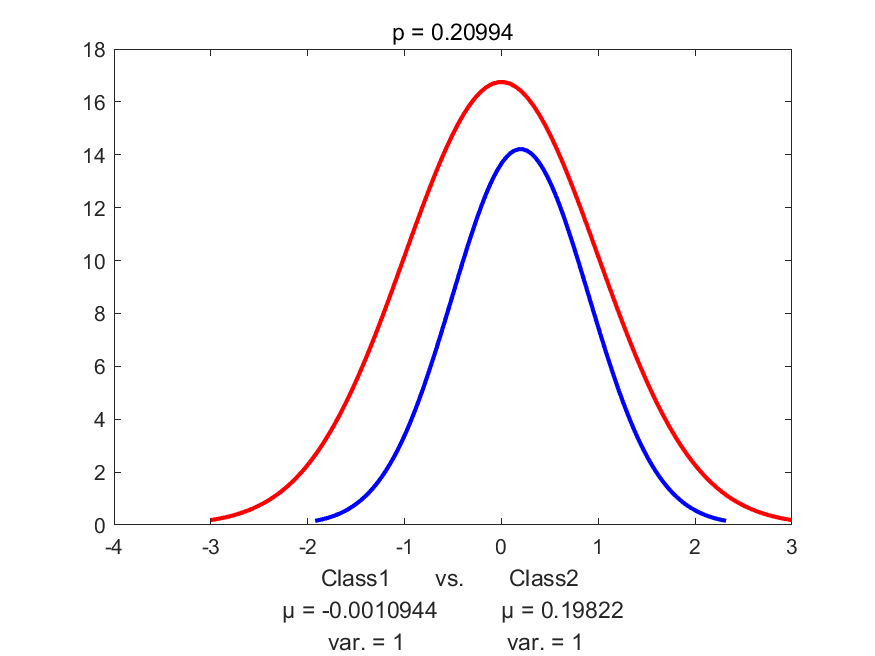 p = 0.20994
18
16
14
12
10
8
6
4
2
0
-4 -3 -2 -1 0 1 2 3
Class1 vs. Class2
μ = -0.0010944 μ = 0.19822
var. = 1 var. = 1